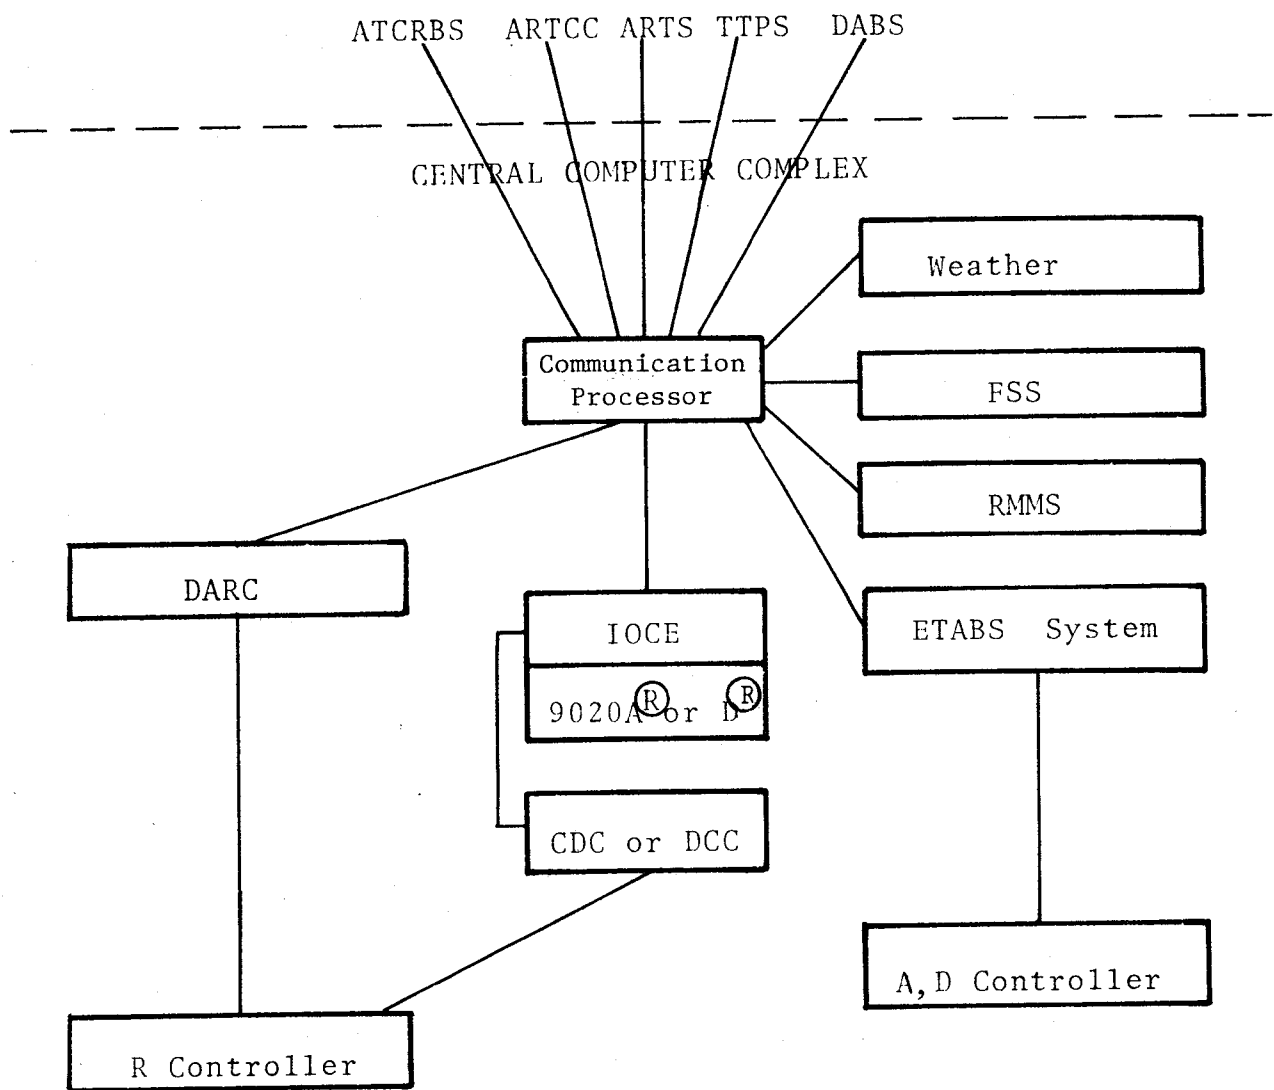 ATCRBS ARTCC ARTS TTPS DABS
CENTRAL COMPUTER COMPLEX
Weather
Communication
Processor
FSS
RMMS
DARC
IOCE
ETABS System
9020A® or D®
CDC or DCC
A,D Controller
R Controller